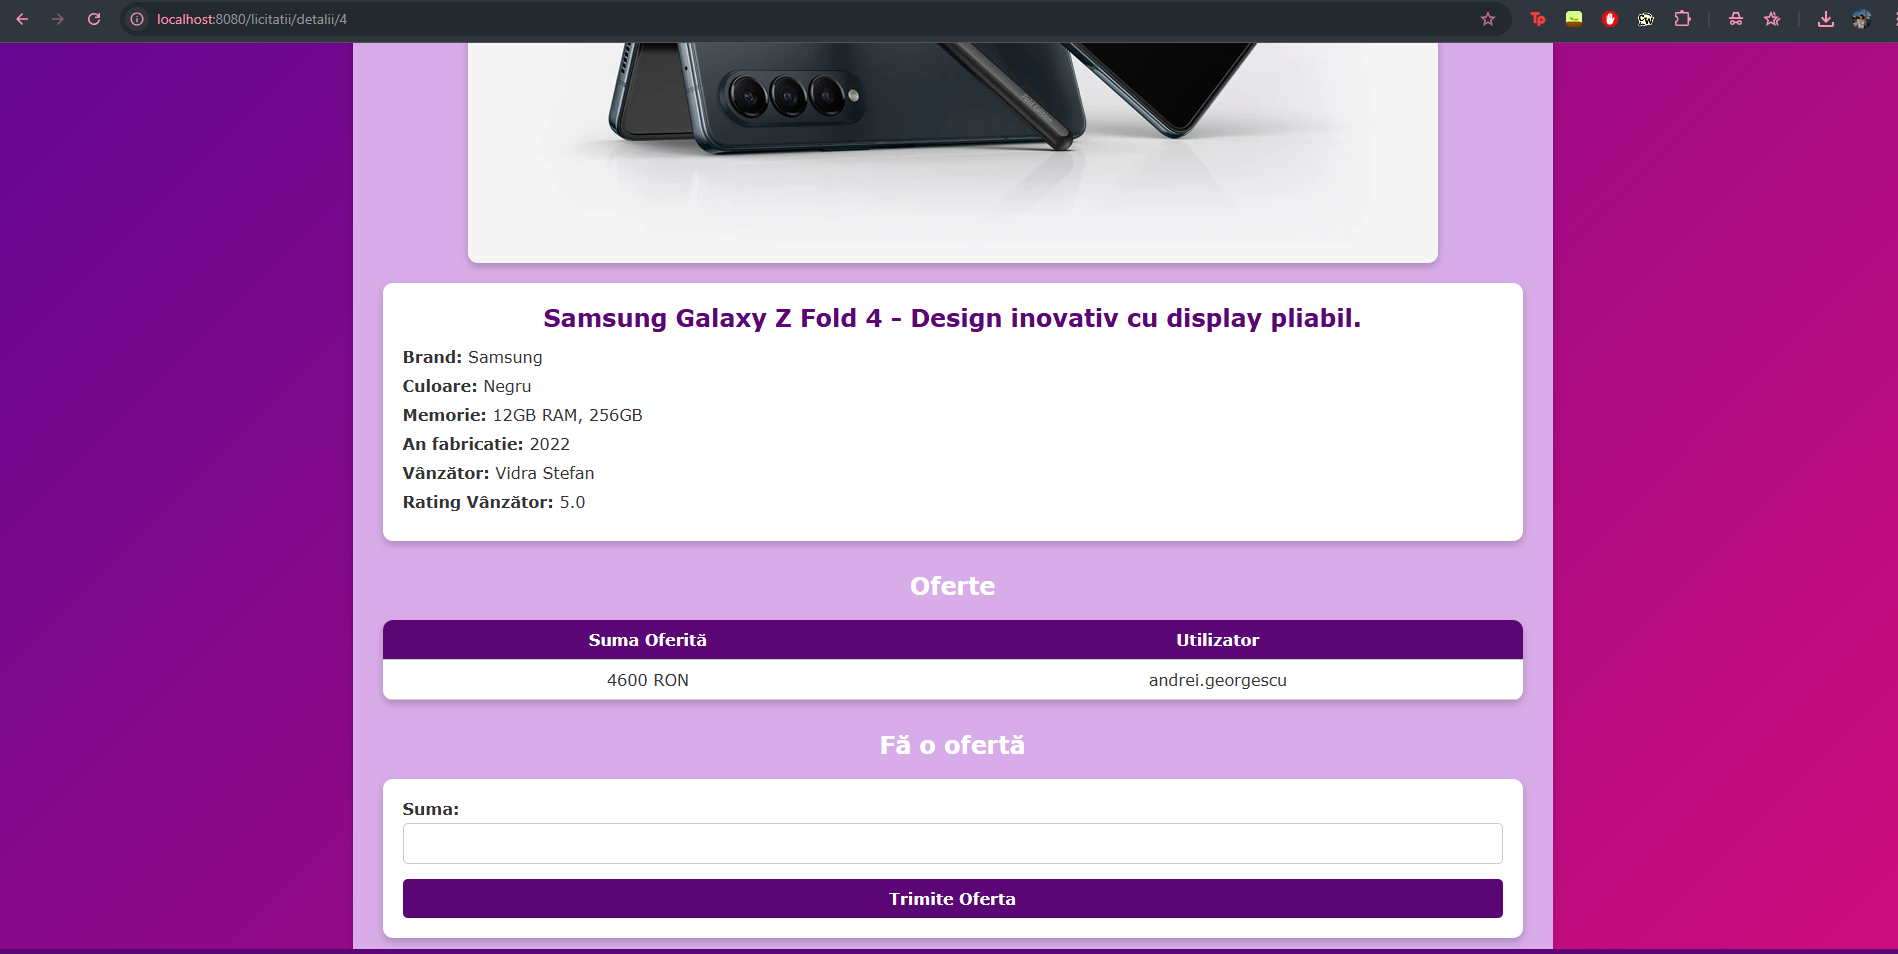 localhost:8080/licitatii/detalii/4
Samsung Galaxy Z Fold 4 - Design inovativ cu display pliabil.
Brand: Samsung
Culoare: Negru
Memorie: 12GB RAM, 256GB
An fabricatie: 2022
Vânzător: Vidra Stefan
Rating Vânzător: 5.0
Oferte
Suma Oferită Utilizator
4600 RON andrei.georgescu
Fă o ofertă
Suma:
Trimite Oferta